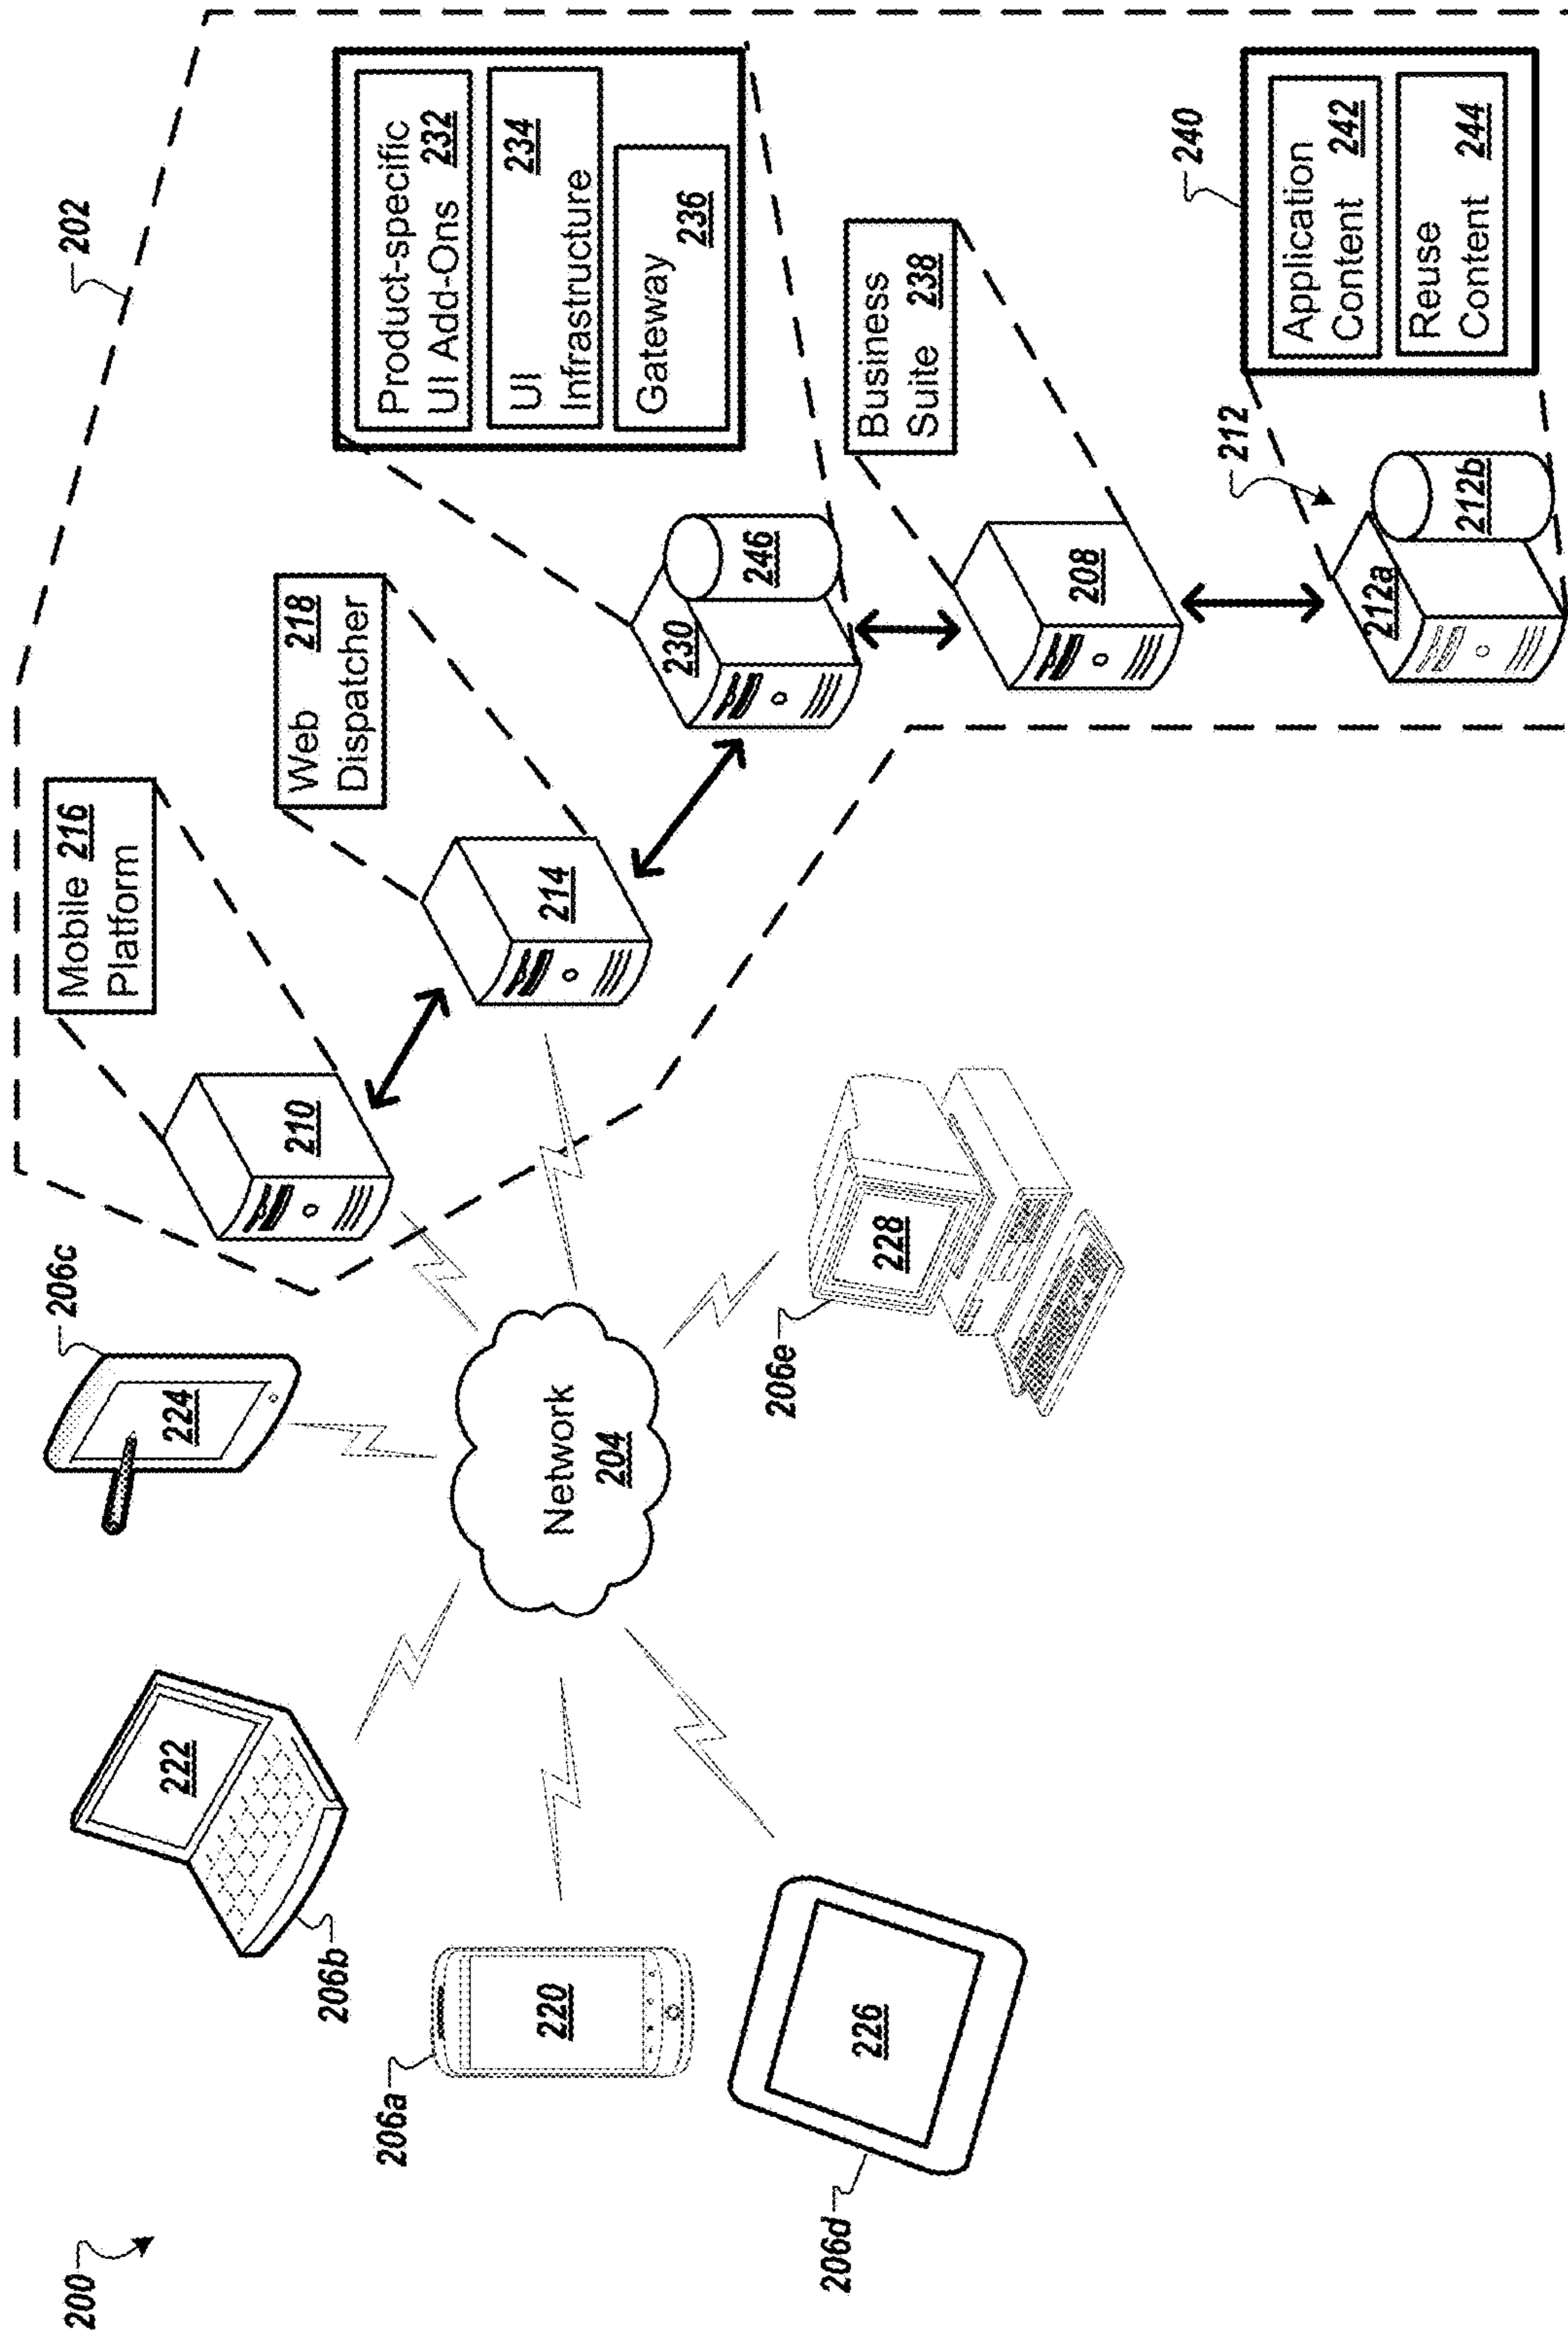 200
206a
220
206b
222
206c
224
206d
226
206e
228
Network
204
202
Mobile 216
Platform
210
Web 218
Dispatcher
214
Product-specific
UI Add-Ons 232
UI 234
Infrastructure
Gateway
236
230
246
Business
Suite 238
208
240
Application
Content 242
Reuse
Content 244
212
212a
212b